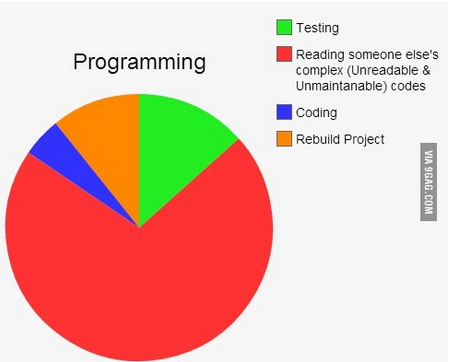 Programming
Testing
Reading someone else's
complex (Unreadable &
Unmaintanable) codes
Coding
Rebuild Project
VIA 9GAG.COM